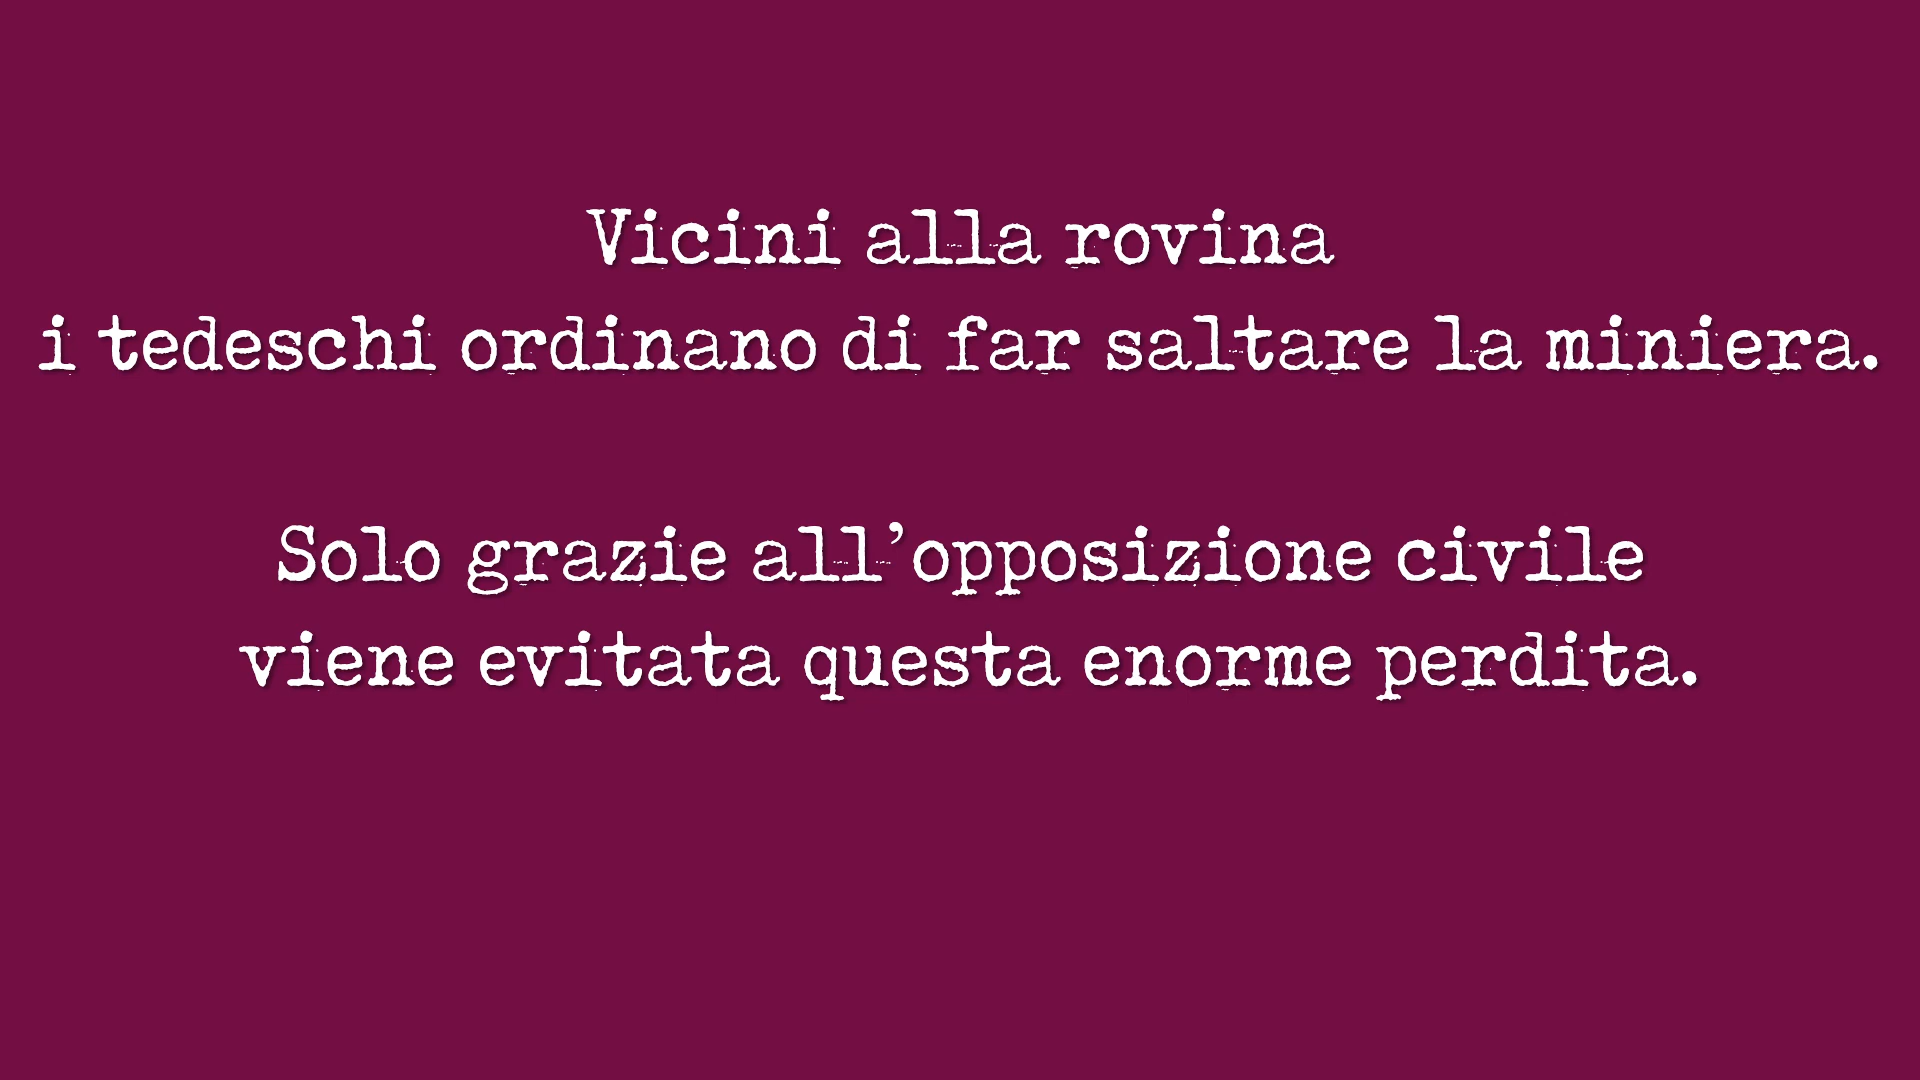 Vicini alla rovina
i tedeschi ordinano di far saltare la miniera.
Solo grazie all’opposizione civile
viene evitata questa enorme perdita.